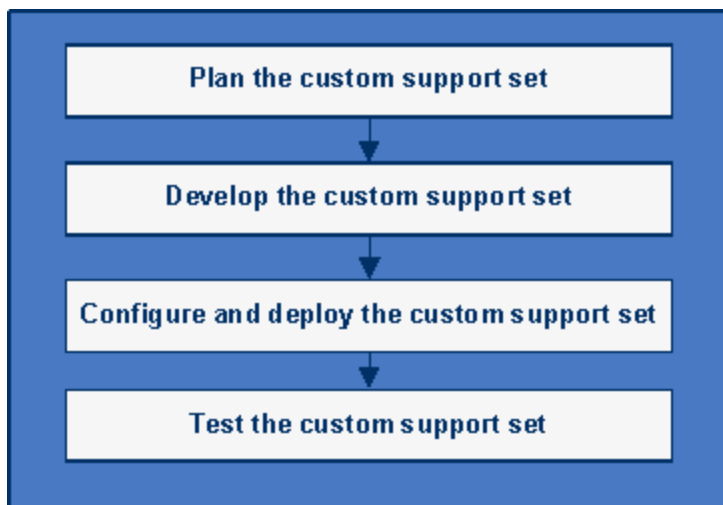 Plan the custom support set
Develop the custom support set
Configure and deploy the custom support set
Test the custom support set